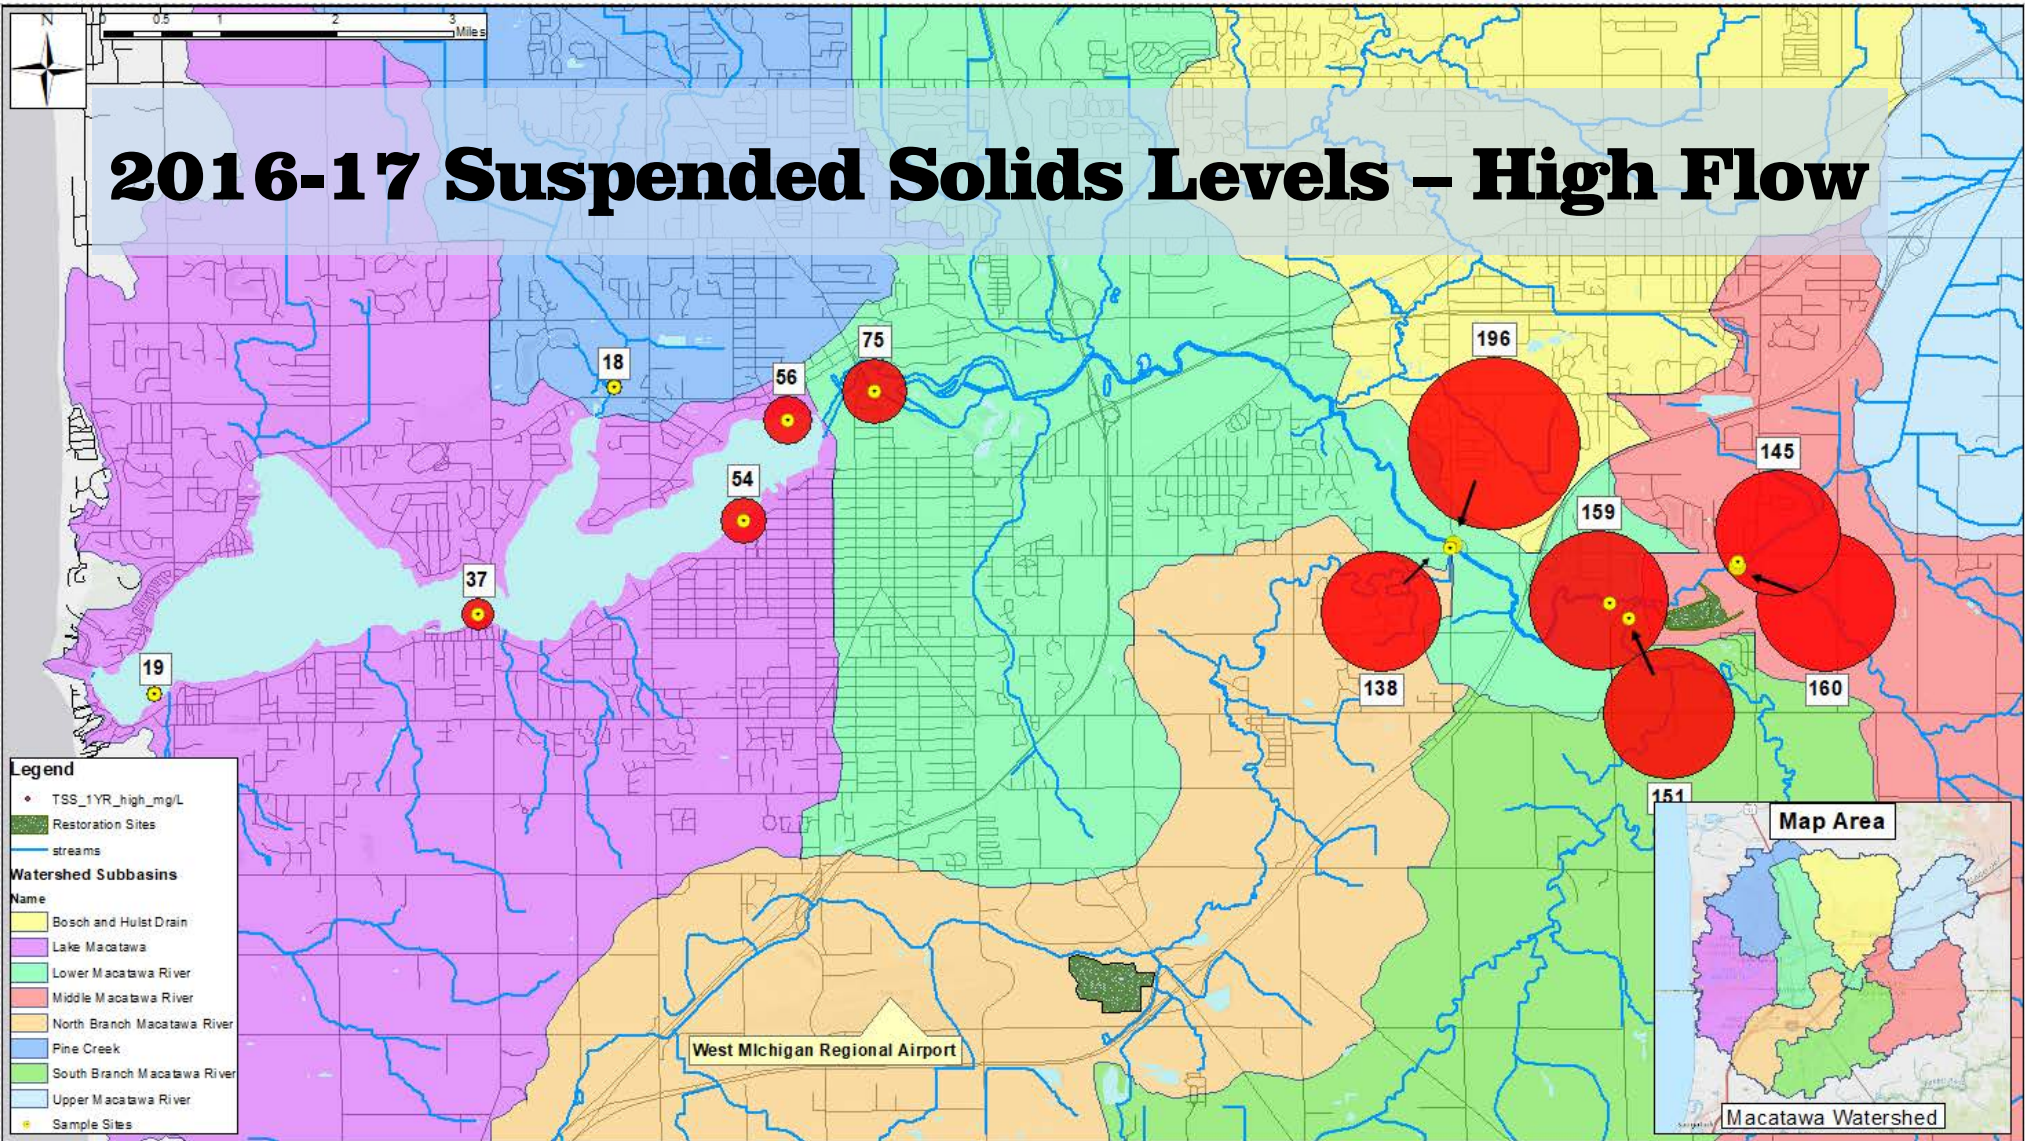 N
0 0.5 1 2 3
Miles
2016-17 Suspended Solids Levels – High Flow
18
56
75
196
54
145
159
37
19
138
160
151
Legend
TSS_1YR_high_mg/L
Restoration Sites
streams
Watershed Subbasins
Name
Bosch and Hulst Drain
Lake Macatawa
Lower Macatawa River
Middle Macatawa River
North Branch Macatawa River
Pine Creek
South Branch Macatawa River
Upper Macatawa River
Sample Sites
West MIchigan Regional Airport
Map Area
Macatawa Watershed